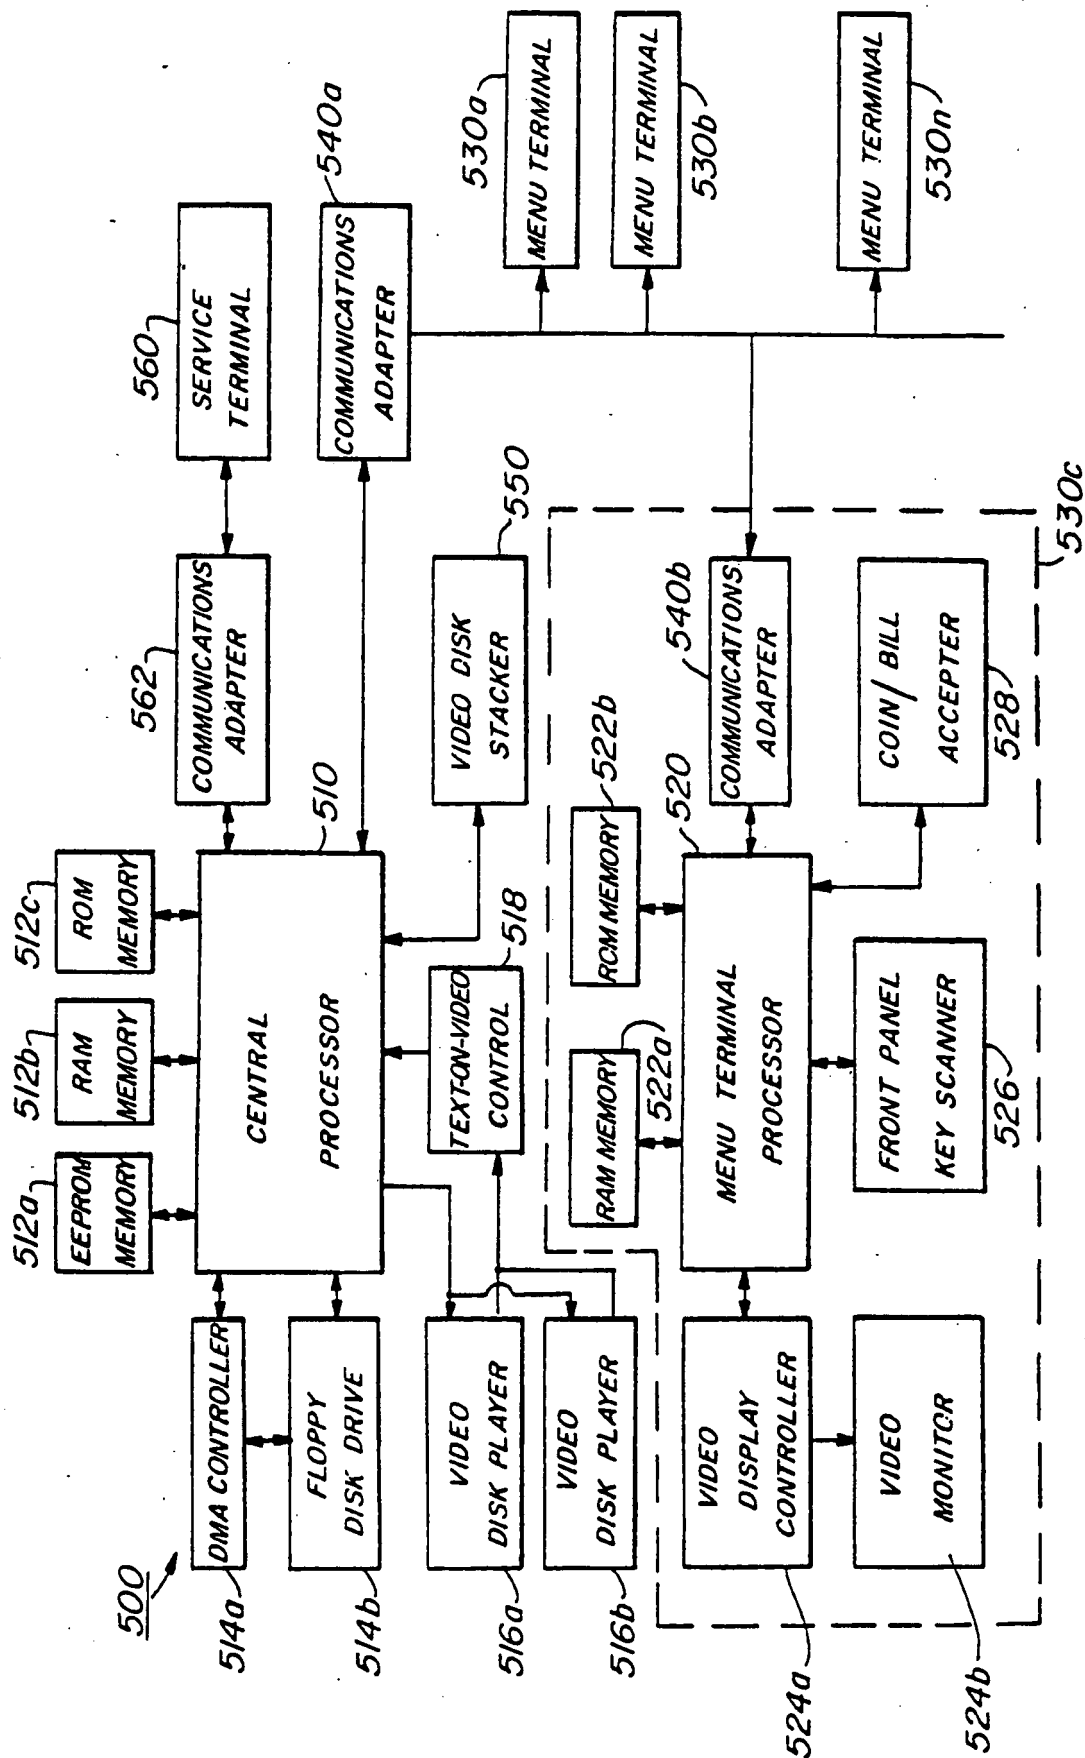 500
514a
DMA CONTROLLER
514b
FLOPPY
DISK DRIVE
516a
VIDEO
DISK PLAYER
516b
VIDEO
DISK PLAYER
512a
EEPROM
MEMORY
512b
RAM
MEMORY
512c
ROM
MEMORY
CENTRAL
PROCESSOR
510
TEXT-ON-VIDEO
CONTROL
518
562
COMMUNICATIONS
ADAPTER
560
SERVICE
TERMINAL
540a
COMMUNICATIONS
ADAPTER
VIDEO DISK
STACKER
550
530a
MENU TERMINAL
MENU TERMINAL
530b
MENU TERMINAL
530n
524a
VIDEO
DISPLAY
CONTROLLER
VIDEO
MONITOR
524b
RAM MEMORY
522a
ROM MEMORY
522b
MENU TERMINAL
PROCESSOR
520
FRONT PANEL
KEY SCANNER
526
COMMUNICATIONS
ADAPTER
540b
COIN/BILL
ACCEPTER
528
530c